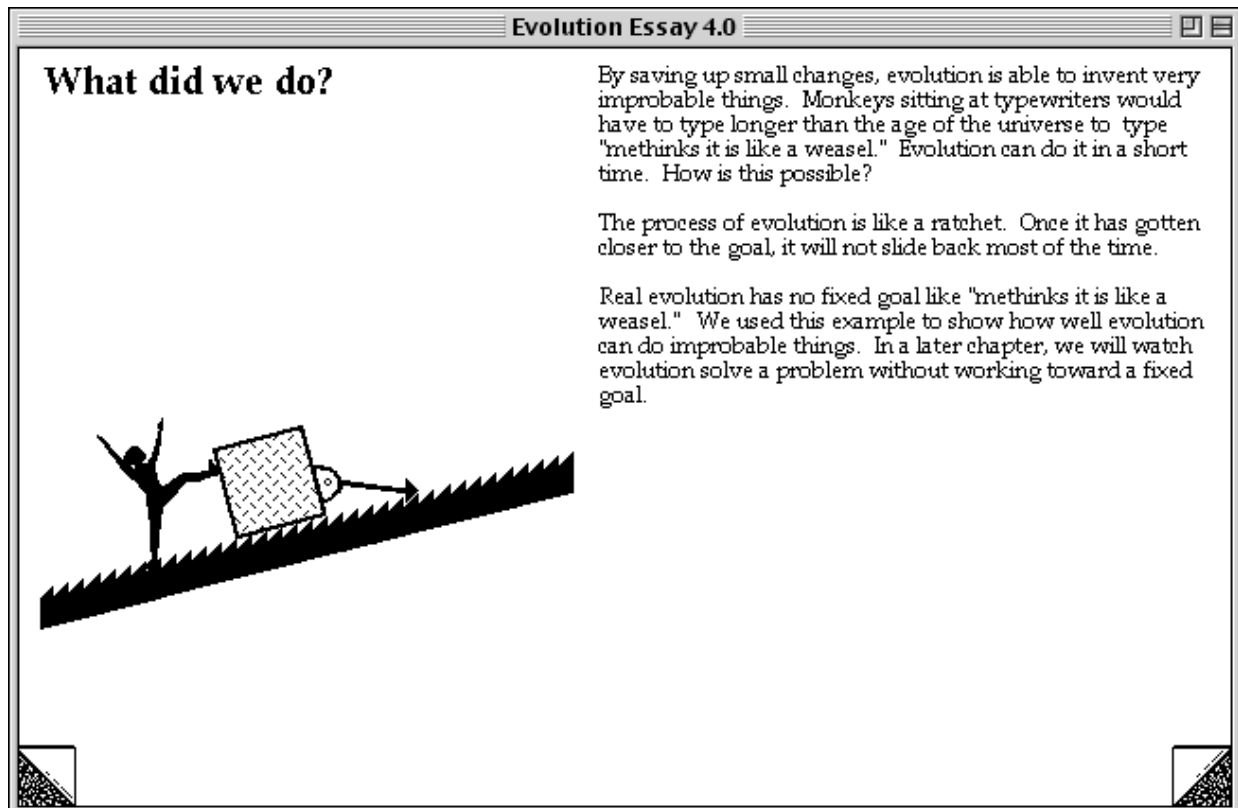 Evolution Essay 4.0
What did we do?
By saving up small changes, evolution is able to invent very
improbable things.  Monkeys sitting at typewriters would
have to type longer than the age of the universe to  type
"methinks it is like a weasel."  Evolution can do it in a short
time.  How is this possible?
The process of evolution is like a ratchet.  Once it has gotten
closer to the goal, it will not slide back most of the time.
Real evolution has no fixed goal like "methinks it is like a
weasel."  We used this example to show how well evolution
can do improbable things.  In a later chapter, we will watch
evolution solve a problem without working toward a fixed
goal.